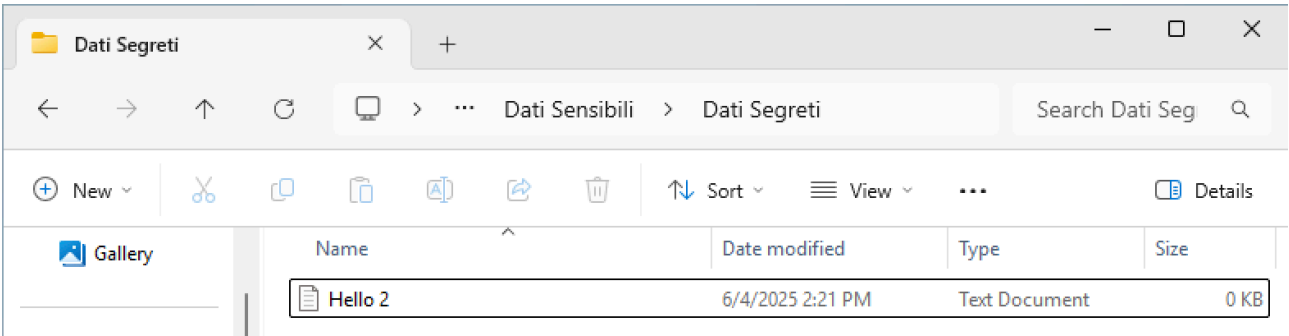 Dati Segreti
Dati Sensibili > Dati Segreti Search Dati Seg
New Sort View Details
Gallery
Name Date modified Type Size
Hello 2 6/4/2025 2:21 PM Text Document 0 KB